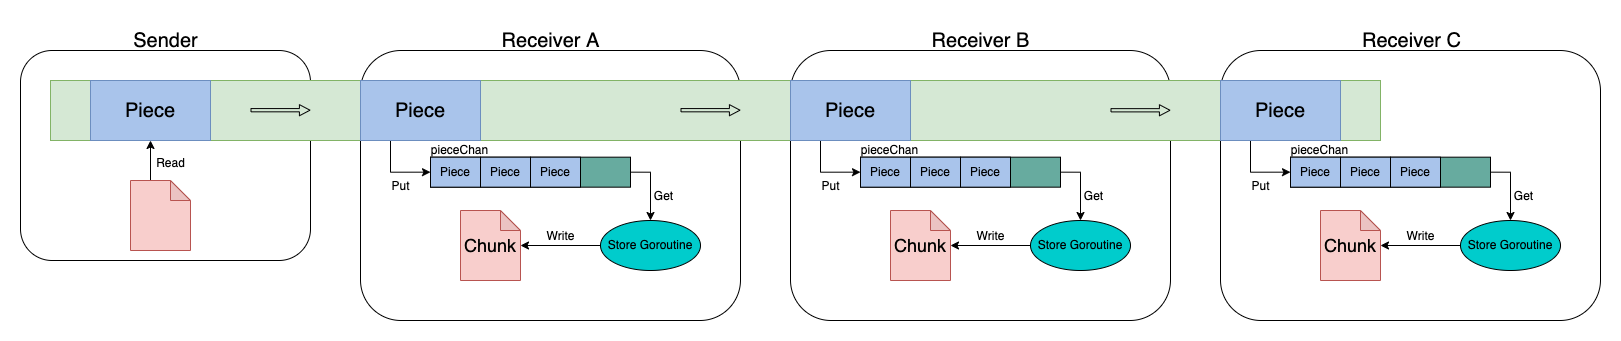 Sender
Receiver A
Receiver B
Receiver C
Piece
Piece
Piece
Piece
Read
pieceChan
Put
Piece Piece Piece
Get
Chunk
Write
Store Goroutine
pieceChan
Put
Piece Piece Piece
Get
Chunk
Write
Store Goroutine
pieceChan
Put
Piece Piece Piece
Get
Chunk
Write
Store Goroutine